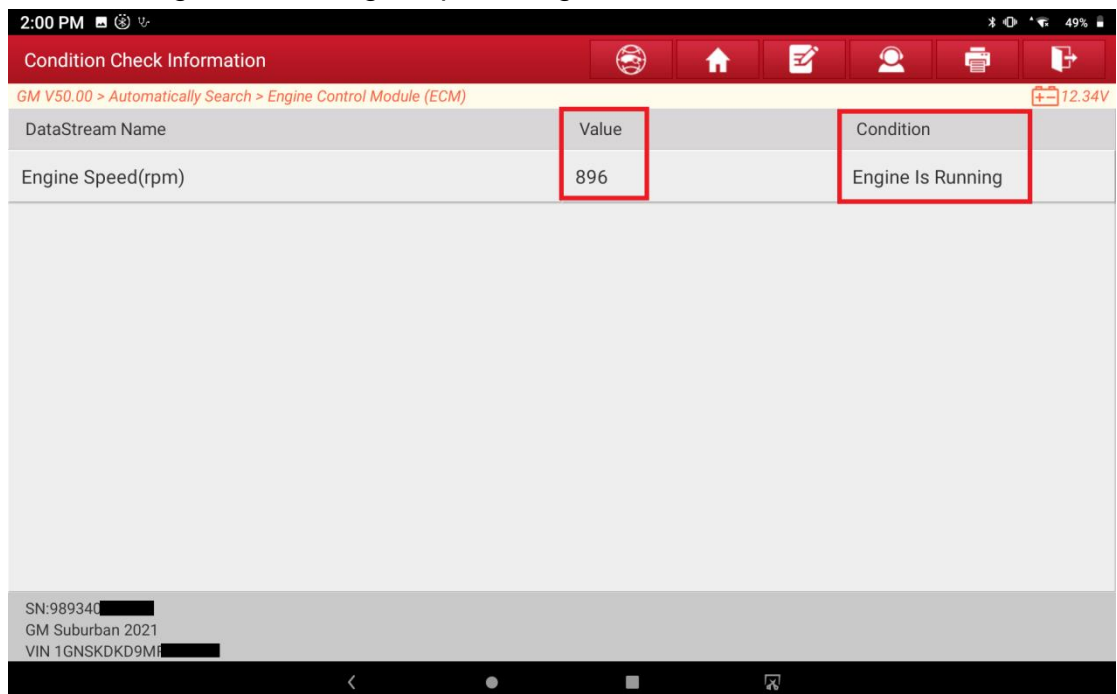 2:00 PM 49%
Condition Check Information
GM V50.00 > Automatically Search > Engine Control Module (ECM) 12.34V
DataStream Name Value Condition
Engine Speed(rpm) 896 Engine Is Running
SN:989340
GM Suburban 2021
VIN 1GNSKDKD9M